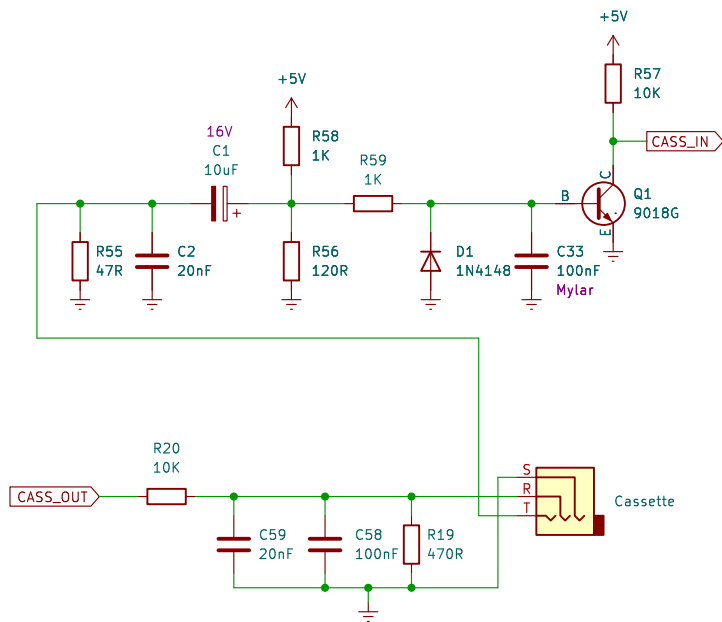 +5V
R57
10K
CASS_IN
+5V
16V
C1
10uF
+
R58
1K
R59
1K
C
B
E
Q1
9018G
R55
47R
C2
20nF
R56
120R
D1
1N4148
C33
100nF
Mylar
R20
10K
CASS_OUT
S
R
T
Cassette
C59
20nF
C58
100nF
R19
470R